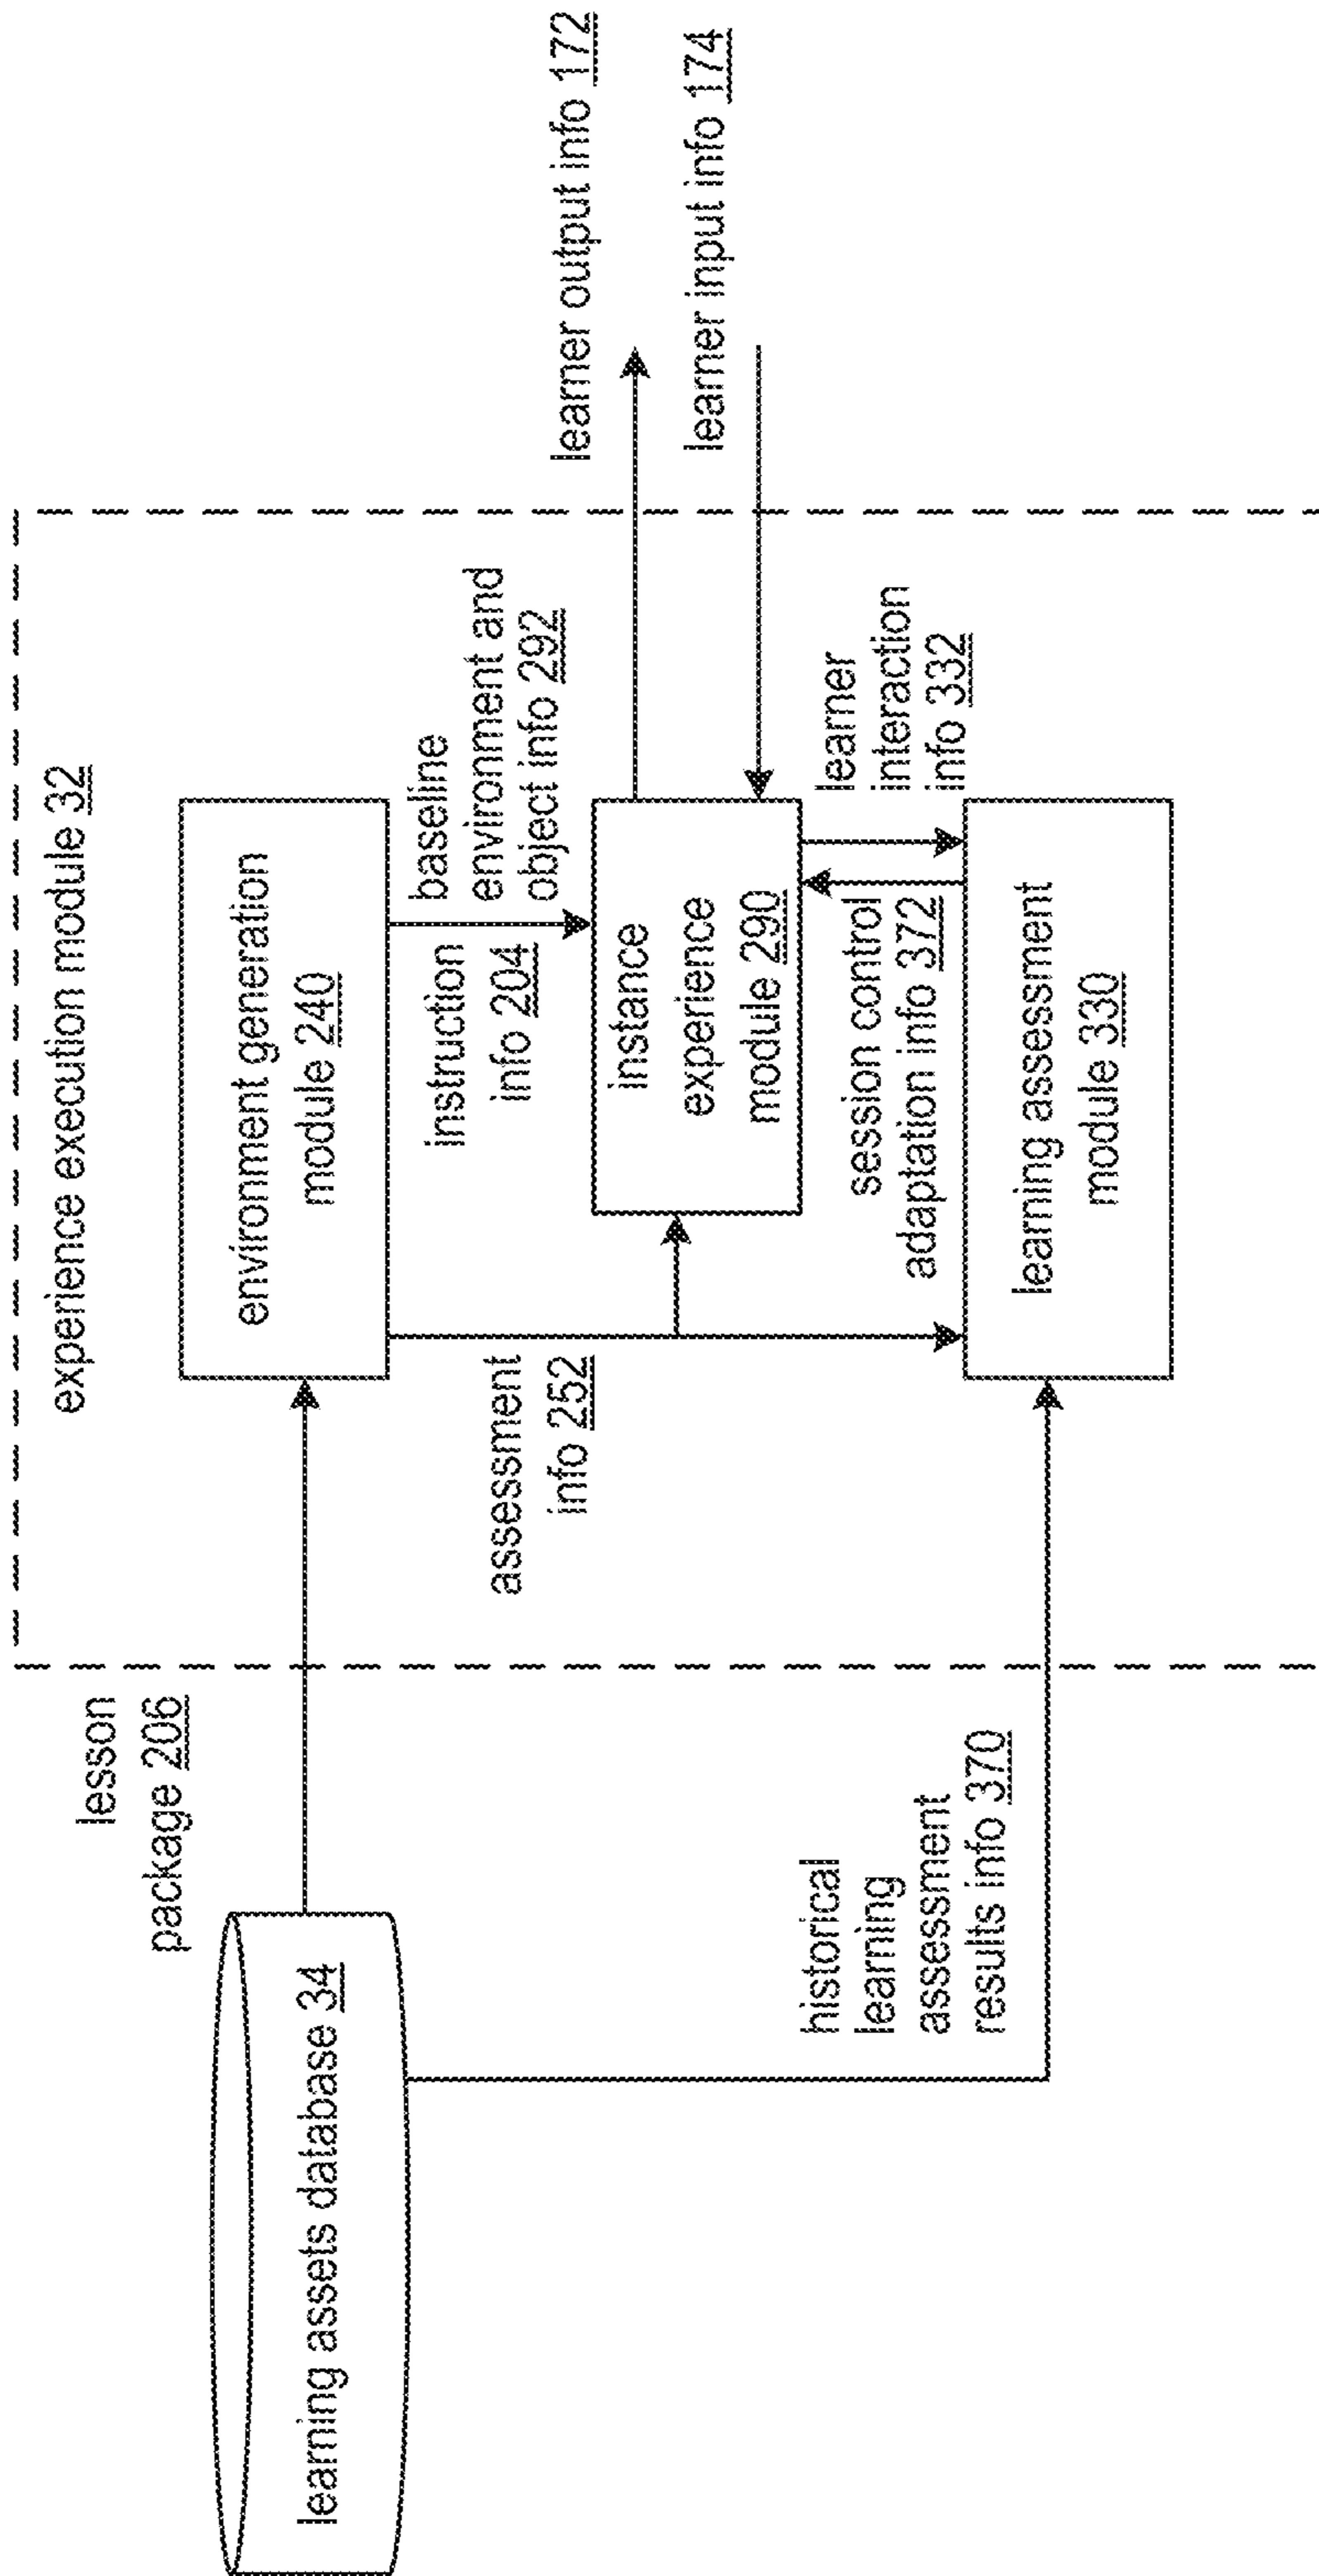 experience execution module 32
lesson
package 206
learning assets database 34
environment generation
module 240
assessment
info 252
instruction
info 204
baseline
environment and
object info 292
instance
experience
module 290
learner output info 172
learner input info 174
session control
adaptation info 372
learner
interaction
info 332
historical
learning
assessment
results info 370
learning assessment
module 330